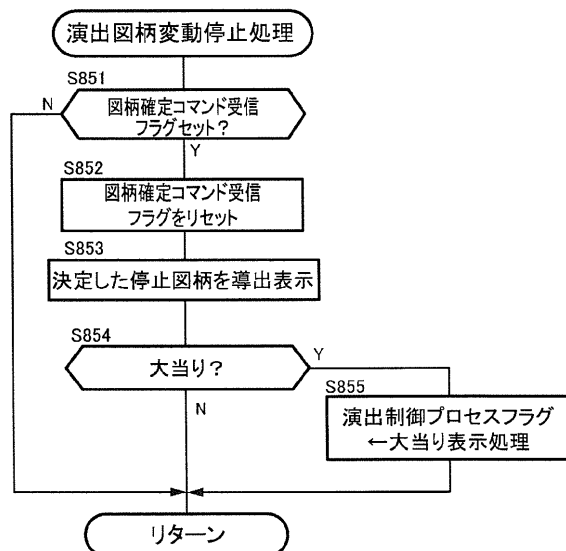 演出図柄変動停止処理
S851
N
図柄確定コマンド受信
フラグセット？
Y
S852
図柄確定コマンド受信
フラグをリセット
S853
決定した停止図柄を導出表示
S854
大当り？
Y
N
S855
演出制御プロセスフラグ
←大当り表示処理
リターン